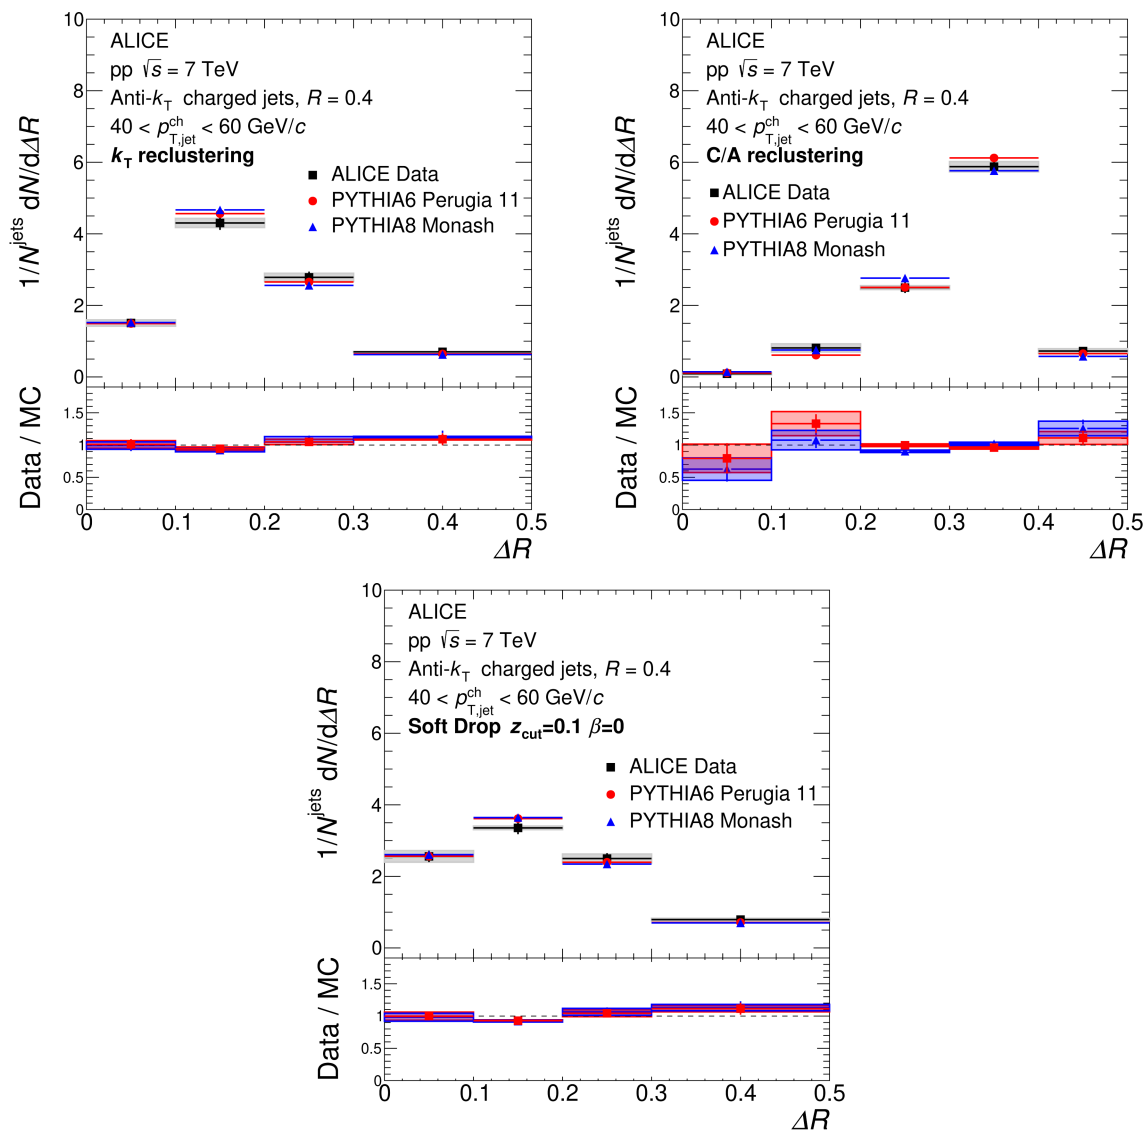 ALICE
pp √s = 7 TeV
Anti-kT charged jets, R = 0.4
40 < p^ch_T,jet < 60 GeV/c
kT reclustering
ALICE Data
PYTHIA6 Perugia 11
PYTHIA8 Monash
1/N^jets dN/dΔR
10
8
6
4
2
0
Data / MC
1.5
1
0.5
0
0 0.1 0.2 0.3 0.4 0.5
ΔR
ALICE
pp √s = 7 TeV
Anti-kT charged jets, R = 0.4
40 < p^ch_T,jet < 60 GeV/c
C/A reclustering
ALICE Data
PYTHIA6 Perugia 11
PYTHIA8 Monash
1/N^jets dN/dΔR
10
8
6
4
2
0
Data / MC
1.5
1
0.5
0
0 0.1 0.2 0.3 0.4 0.5
ΔR
ALICE
pp √s = 7 TeV
Anti-kT charged jets, R = 0.4
40 < p^ch_T,jet < 60 GeV/c
Soft Drop zcut=0.1 β=0
ALICE Data
PYTHIA6 Perugia 11
PYTHIA8 Monash
1/N^jets dN/dΔR
10
8
6
4
2
0
Data / MC
1.5
1
0.5
0
0 0.1 0.2 0.3 0.4 0.5
ΔR